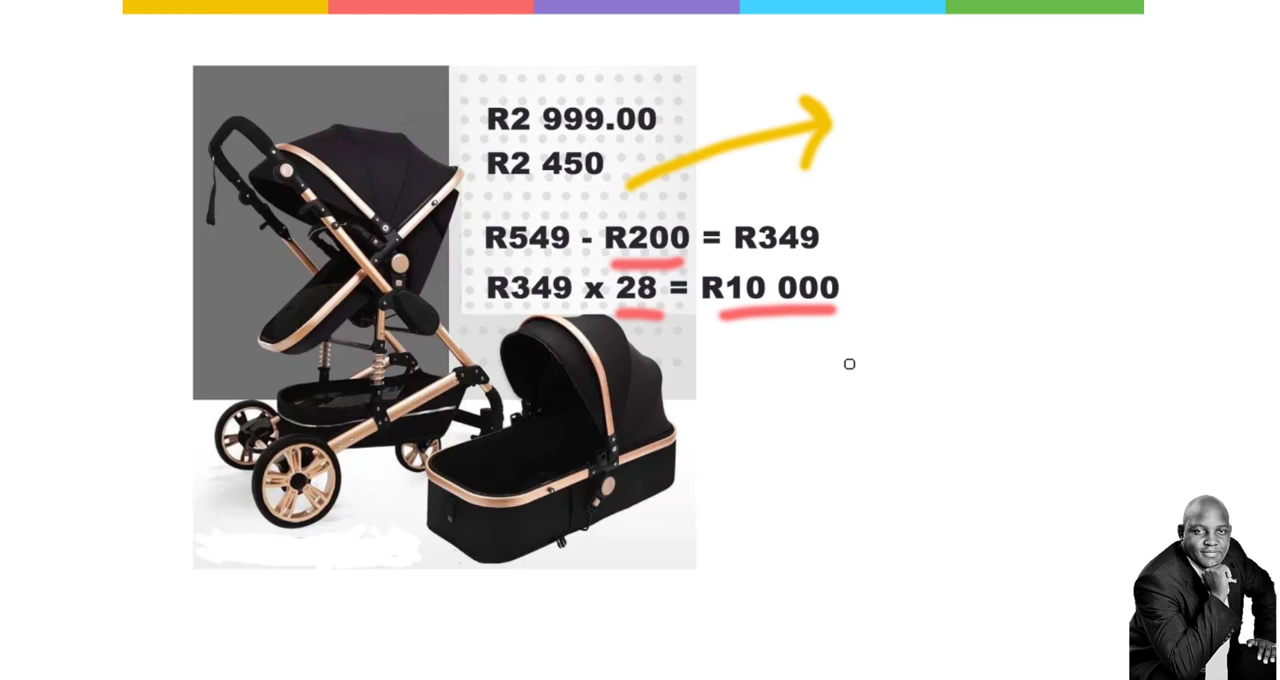 R2 999.00
R2 450
R549 - R200 = R349
R349 x 28 = R10 000